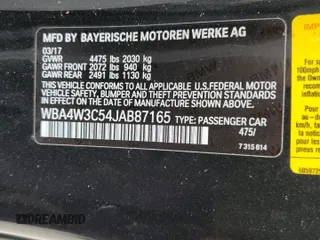 MFD BY BAYERISCHE MOTOREN WERKE AG
03/17
GVWR 4475 lbs 2030 kg
GAWR FRONT 2072 lbs 940 kg
GAWR REAR 2491 lbs 1130 kg
THIS VEHICLE CONFORMS TO ALL APPLICABLE U.S. FEDERAL MOTOR
VEHICLE SAFETY, BUMPER, AND THEFT PREVENTION STANDARDS
IN EFFECT ON THE DATE OF MANUFACTURE SHOWN ABOVE.
WBA4W3C54JAB87165 TYPE: PASSENGER CAR
475/
7 315 814